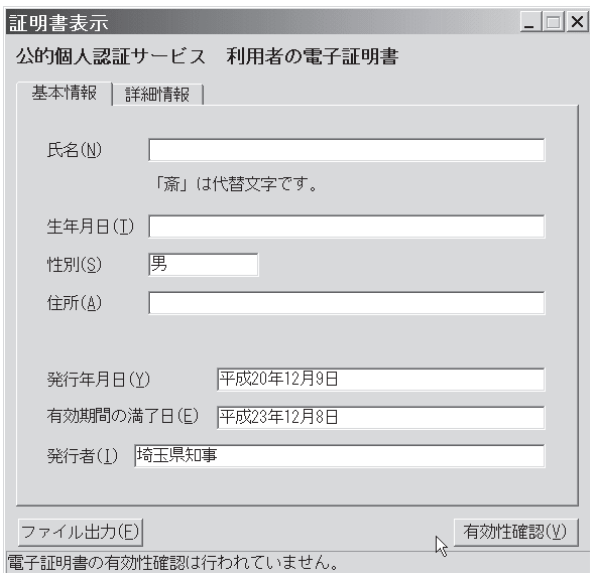 証明書表示
公的個人認証サービス 利用者の電子証明書
基本情報 詳細情報
氏名(N)
「斎」は代替文字です。
生年月日(T)
性別(S) 男
住所(A)
発行年月日(Y) 平成20年12月9日
有効期間の満了日(E) 平成23年12月8日
発行者(I) 埼玉県知事
ファイル出力(E) 有効性確認(V)
電子証明書の有効性確認は行われていません。